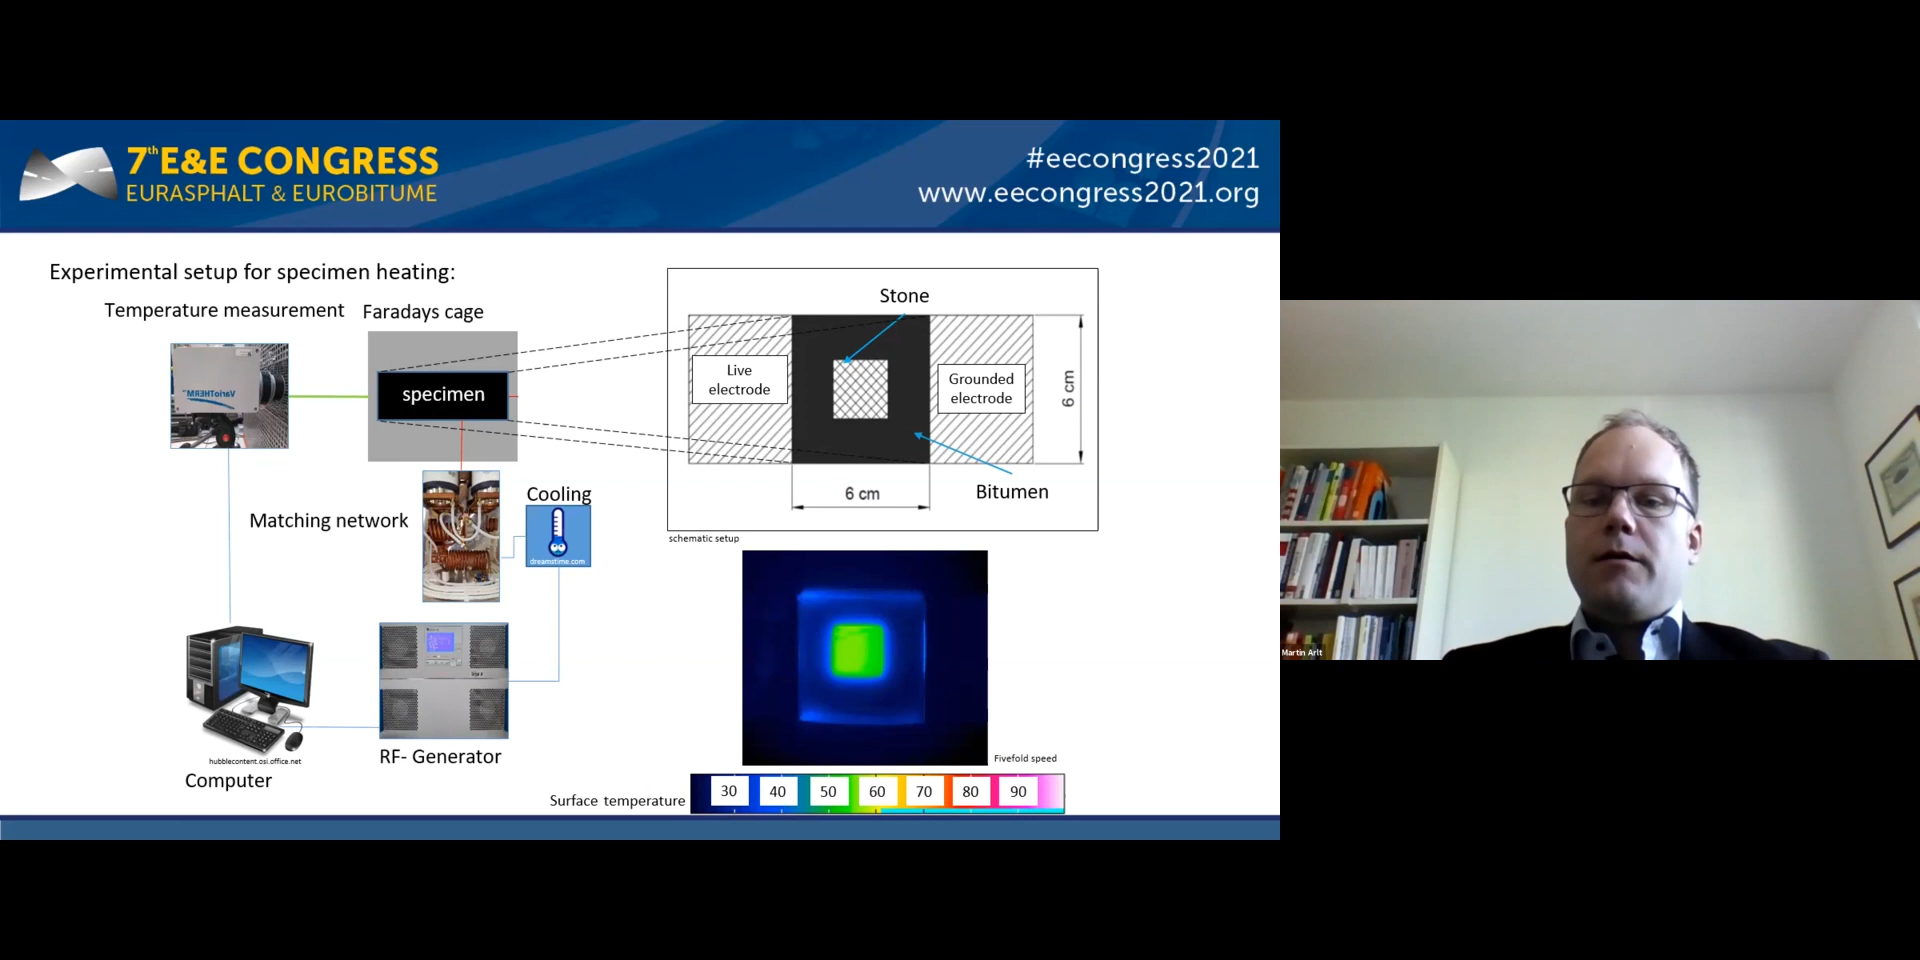 7th E&E CONGRESS
EURASPHALT & EUROBITUME
#eecongress2021
www.eecongress2021.org
Experimental setup for specimen heating:
Temperature measurement
Faradays cage
VarioTHERM
specimen
Matching network
Cooling
dreamstime.com
hubblecontent.osi.office.net
Computer
RF- Generator
Stone
Live
electrode
Grounded
electrode
6 cm
6 cm
Bitumen
schematic setup
Fivefold speed
Surface temperature
30 40 50 60 70 80 90
Martin Arlt